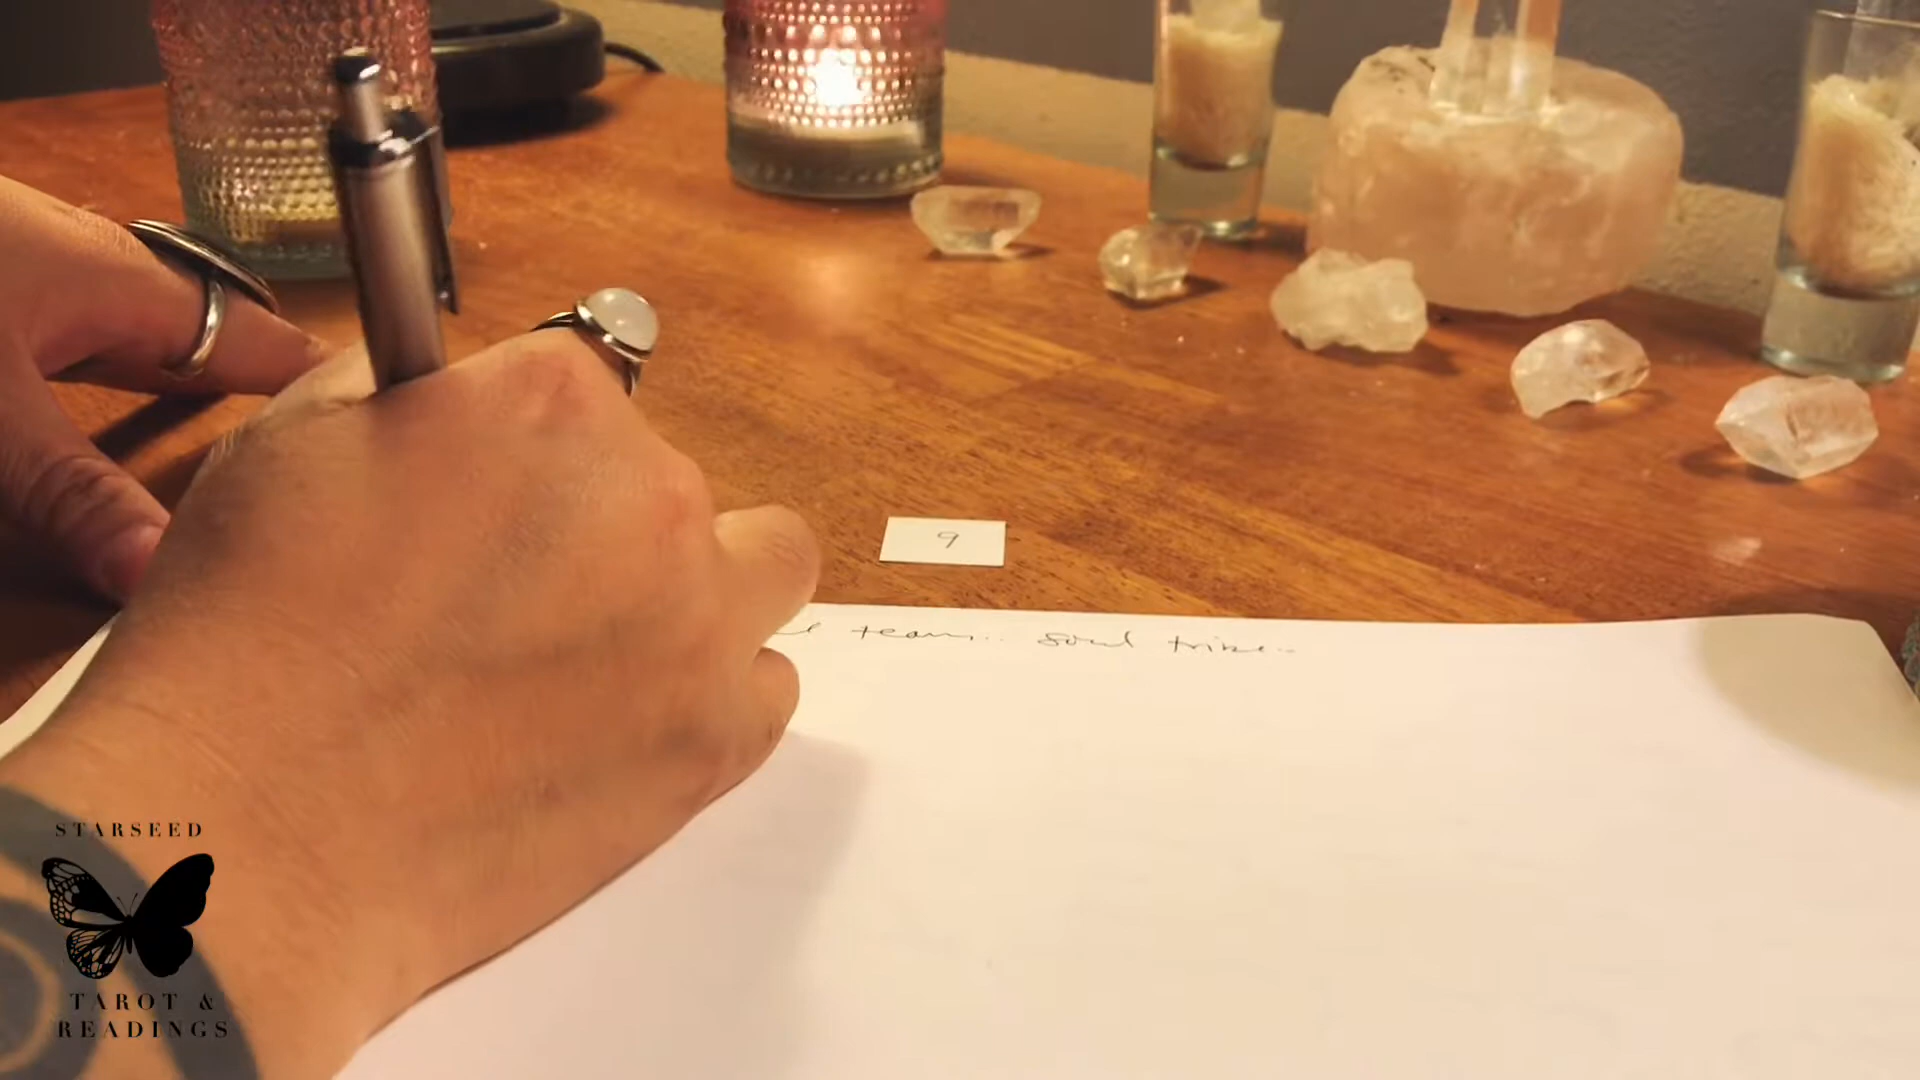 9
team... soul tribe...
STARSEED
TAROT &
READINGS